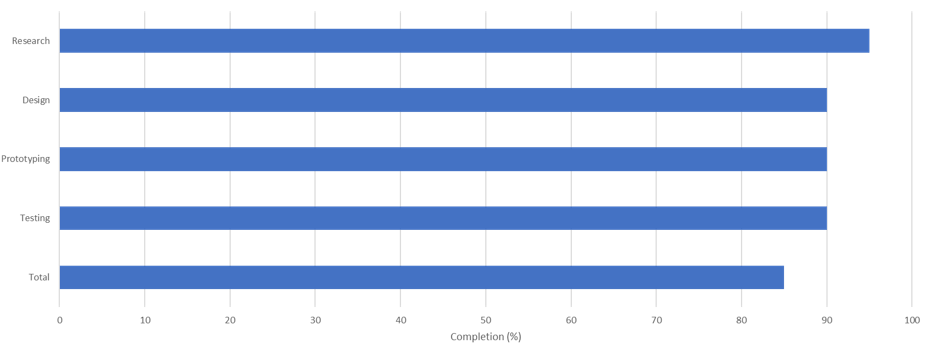 Research
Design
Prototyping
Testing
Total
0 10 20 30 40 50 60 70 80 90 100
Completion (%)